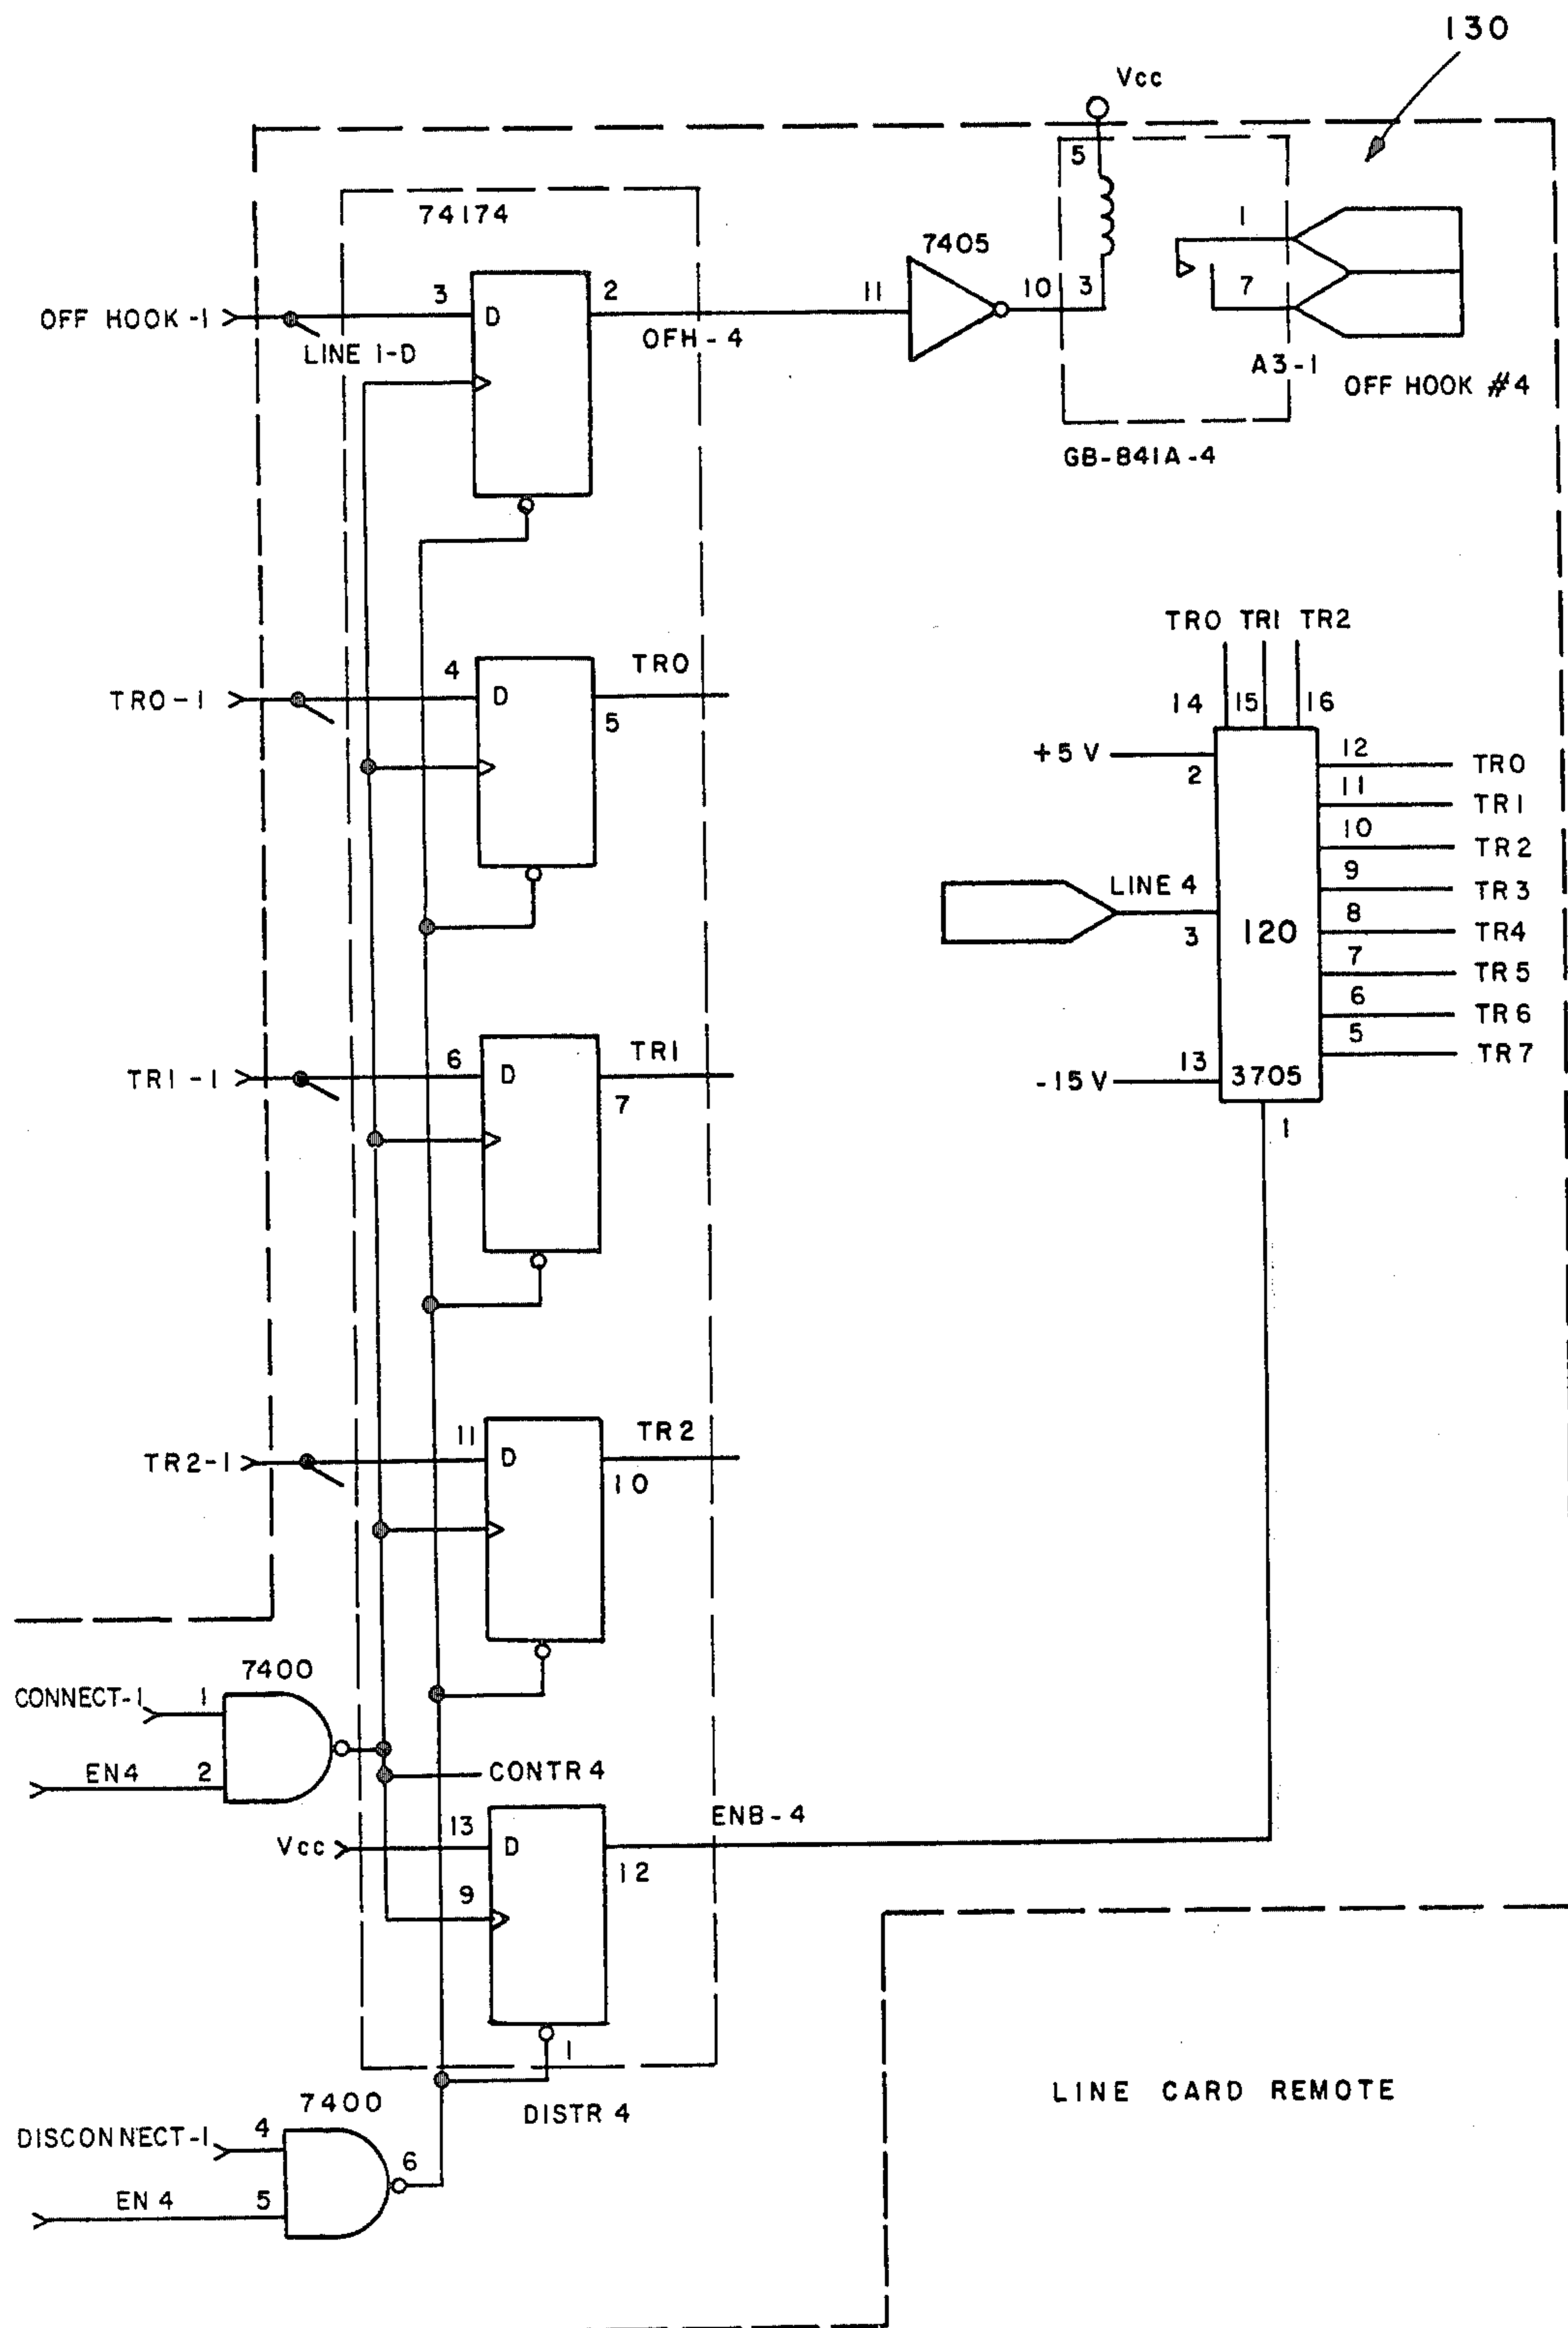 130
Vcc
5
74174
1
7405
3
2
11
10
3
7
OFF HOOK-1
D
OFH-4
LINE 1-D
A3-1
OFF HOOK #4
GB-841A-4
TR0 TR1 TR2
4
TR0
14
15
16
TR0-1
D
5
+5 V
2
12
TR0
11
TR1
10
TR2
LINE 4
9
TR3
3
120
8
TR4
7
TR5
6
TR6
5
TR7
6
TR1
TR1-1
D
7
-15 V
13
3705
1
11
TR2
TR2-1
D
10
7400
CONNECT-1
1
EN4
2
CONTR 4
13
ENB-4
Vcc
D
12
9
1
7400
DISTR 4
LINE CARD REMOTE
DISCONNECT-1
4
6
EN 4
5